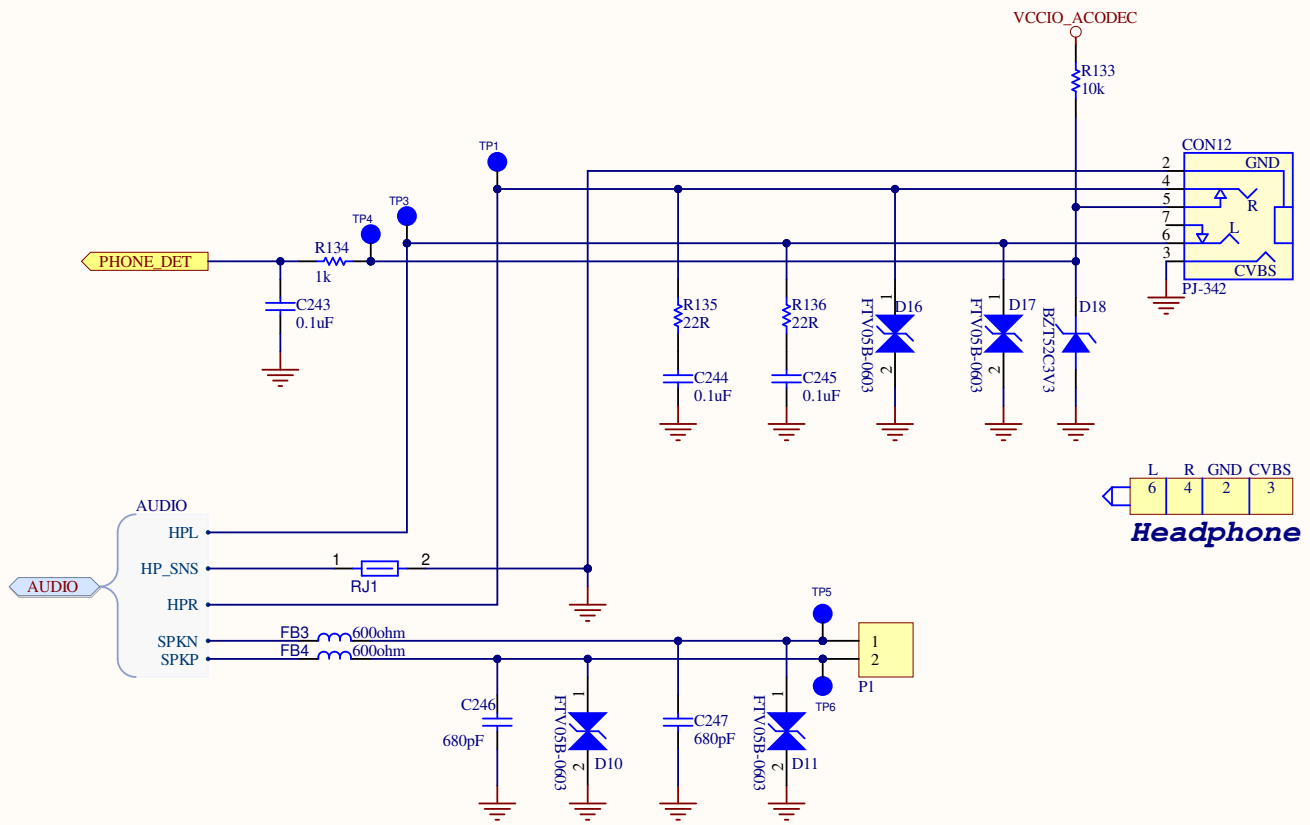 VCCIO_ACODEC
R133
10k
CON12
TP1
2
GND
4
TP3
5
R
TP4
7
L
6
PHONE_DET
R134
1k
3
CVBS
PJ-342
C243
0.1uF
R135
22R
R136
22R
1
D16
FTV05B-0603
2
1
D17
FTV05B-0603
2
D18
BZT52C3V3
C244
0.1uF
C245
0.1uF
L R GND CVBS
6 4 2 3
Headphone
AUDIO
HPL
HP_SNS
1
2
RJ1
AUDIO
HPR
TP5
SPKN
FB3
600ohm
1
SPKP
FB4
600ohm
2
P1
TP6
C246
680pF
1
FTV05B-0603
2
D10
C247
680pF
1
FTV05B-0603
2
D11